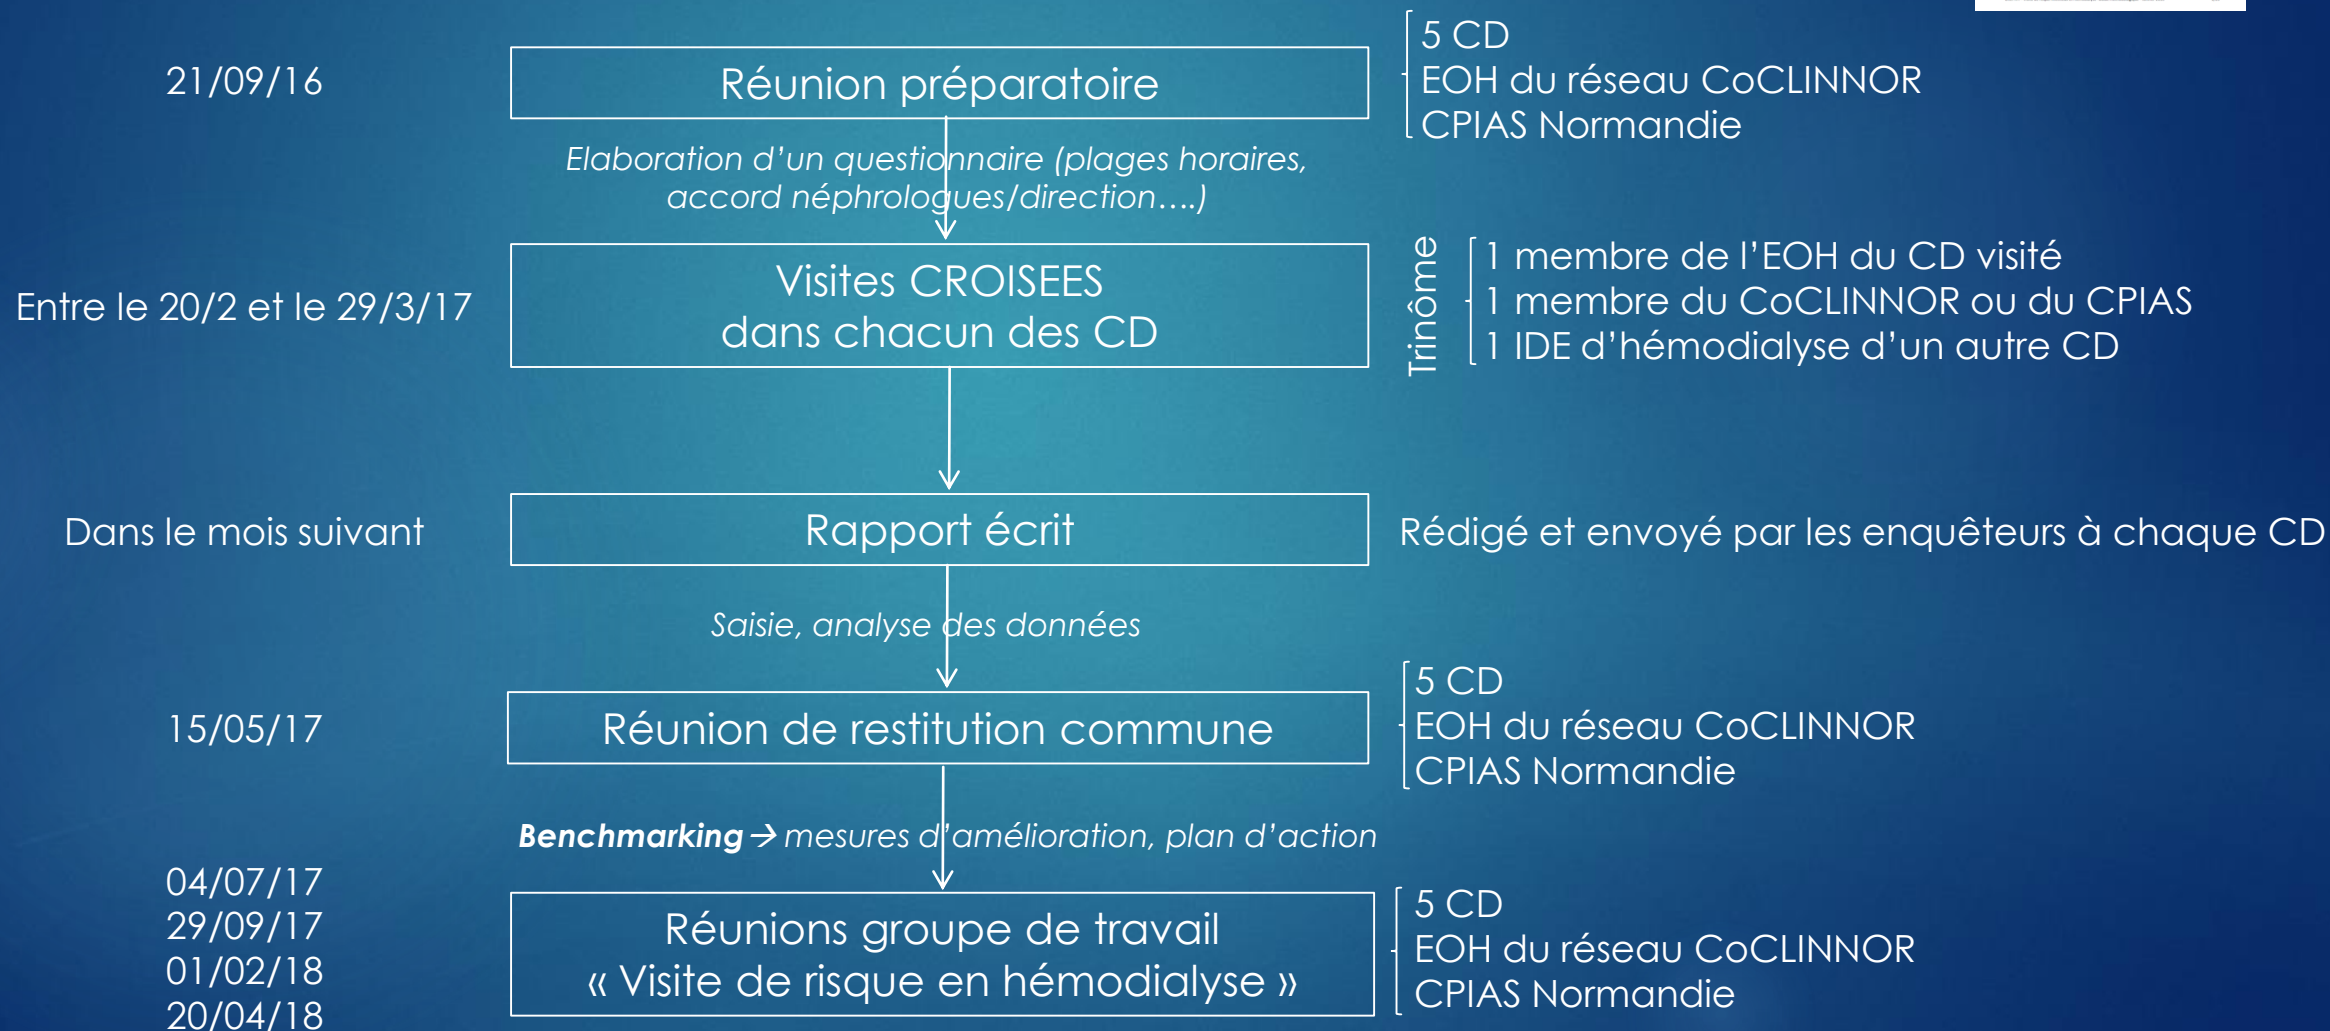 21/09/16
Réunion préparatoire
5 CD
EOH du réseau CoCLINNOR
CPIAS Normandie
Elaboration d’un questionnaire (plages horaires,
accord néphrologues/direction….)
Entre le 20/2 et le 29/3/17
Visites CROISEES
dans chacun des CD
Trinôme
1 membre de l’EOH du CD visité
1 membre du CoCLINNOR ou du CPIAS
1 IDE d’hémodialyse d’un autre CD
Dans le mois suivant
Rapport écrit
Rédigé et envoyé par les enquêteurs à chaque CD
Saisie, analyse des données
15/05/17
Réunion de restitution commune
5 CD
EOH du réseau CoCLINNOR
CPIAS Normandie
Benchmarking → mesures d’amélioration, plan d’action
04/07/17
29/09/17
01/02/18
20/04/18
Réunions groupe de travail
« Visite de risque en hémodialyse »
5 CD
EOH du réseau CoCLINNOR
CPIAS Normandie